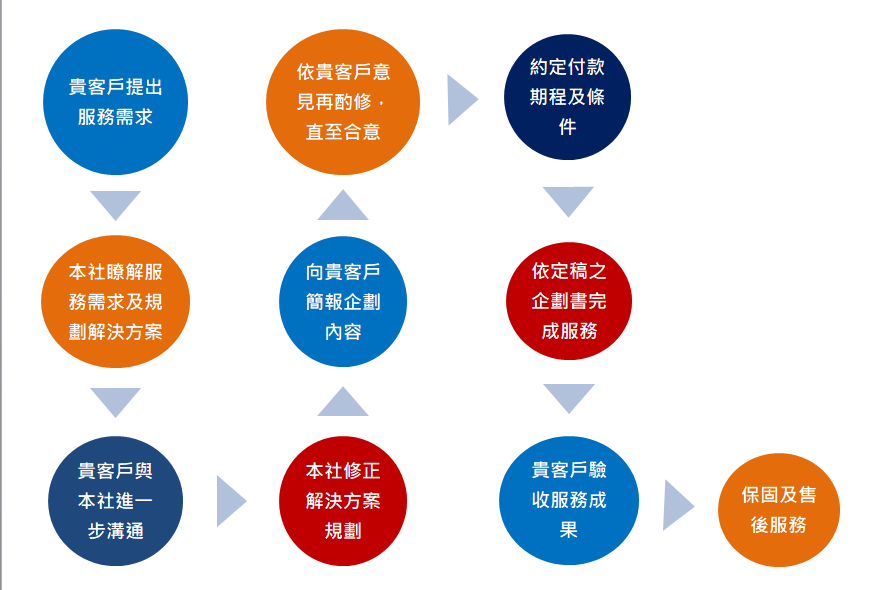 貴客戶提出
服務需求
本社瞭解服
務需求及規
劃解決方案
貴客戶與
本社進一
步溝通
本社修正
解決方案
規劃
向貴客戶
簡報企劃
內容
依貴客戶意
見再酌修，
直至合意
約定付款
期程及條
件
依定稿之
企劃書完
成服務
貴客戶驗
收服務成
果
保固及售
後服務